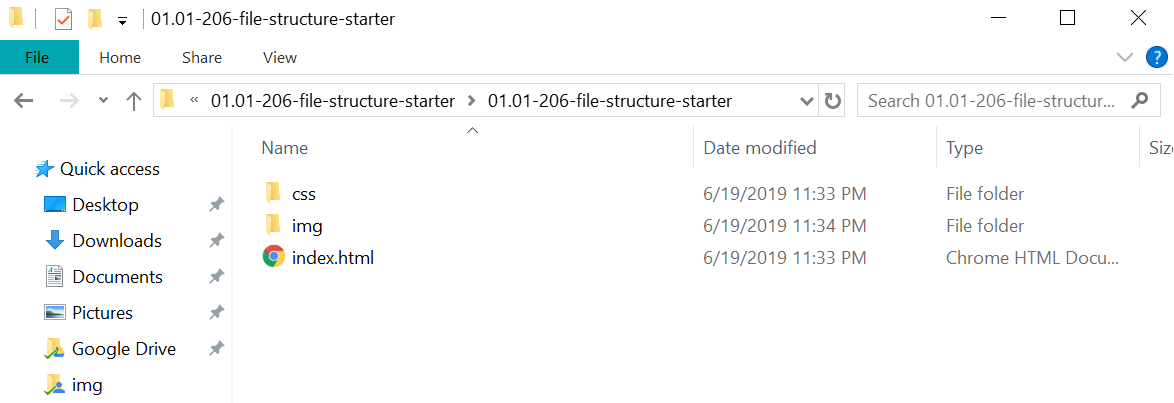 01.01-206-file-structure-starter
File Home Share View
?
« 01.01-206-file-structure-starter 01.01-206-file-structure-starter Search 01.01-206-file-structur...
Name Date modified Type Siz
Quick access
Desktop
Downloads
Documents
Pictures
Google Drive
img
css 6/19/2019 11:33 PM File folder
img 6/19/2019 11:34 PM File folder
index.html 6/19/2019 11:33 PM Chrome HTML Docu...